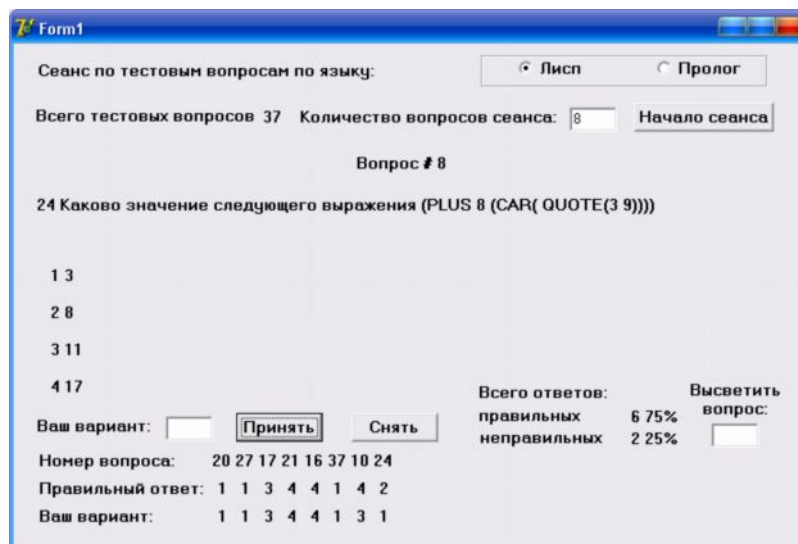 Form1
Сеанс по тестовым вопросам по языку: Лисп Пролог
Всего тестовых вопросов 37 Количество вопросов сеанса: 8 Начало сеанса
Вопрос # 8
24 Каково значение следующего выражения (PLUS 8 (CAR( QUOTE(3 9))))
1 3
2 8
3 11
4 17
Всего ответов: Высветить вопрос:
правильных 6 75%
неправильных 2 25%
Ваш вариант: Принять Снять
Номер вопроса: 20 27 17 21 16 37 10 24
Правильный ответ: 1 1 3 4 4 1 4 2
Ваш вариант: 1 1 3 4 4 1 3 1